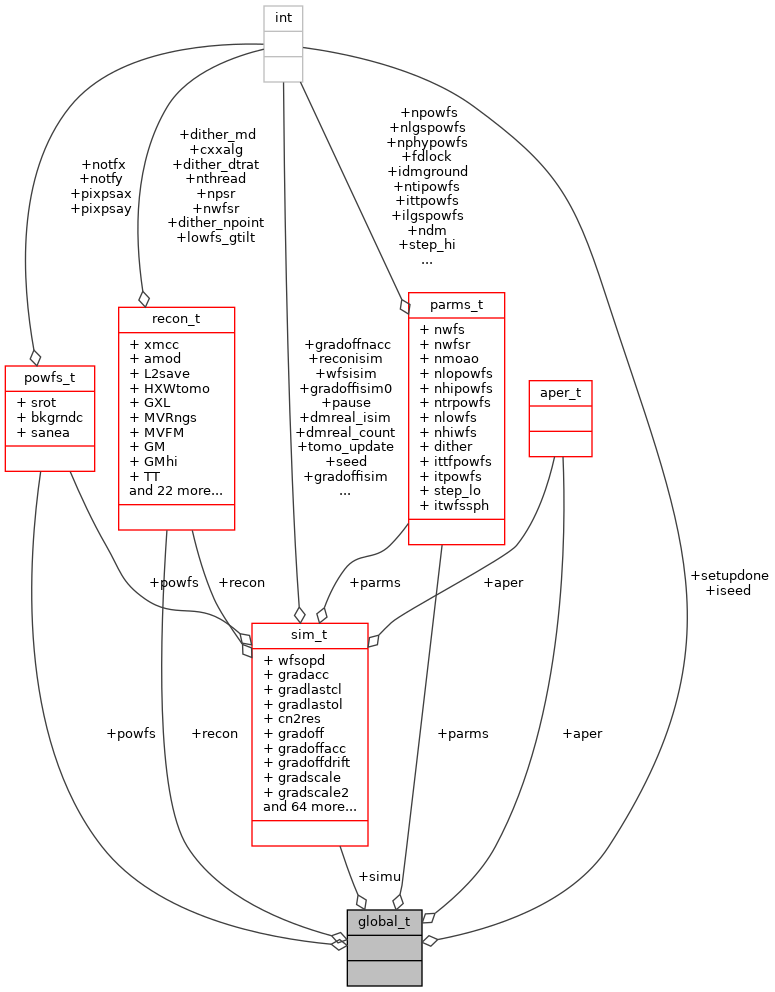 int
+notfx
+notfy
+pixpsax
+pixpsay
+dither_md
+cxxalg
+dither_dtrat
+nthread
+npsr
+nwfsr
+dither_npoint
+lowfs_gtilt
+npowfs
+nlgspowfs
+nphypowfs
+fdlock
+idmground
+ntipowfs
+ittpowfs
+ilgspowfs
+ndm
+step_hi
...
recon_t
+ xmcc
+ amod
+ L2save
+ HXWtomo
+ GXL
+ MVRngs
+ MVFM
+ GM
+ GMhi
+ TT
and 22 more...
+gradoffnacc
+reconisim
+wfsisim
+gradoffisim0
+pause
+dmreal_isim
+dmreal_count
+tomo_update
+seed
+gradoffisim
...
parms_t
+ nwfs
+ nwfsr
+ nmoao
+ nlopowfs
+ nhipowfs
+ ntrpowfs
+ nlowfs
+ nhiwfs
+ dither
+ ittfpowfs
+ itpowfs
+ step_lo
+ itwfssph
powfs_t
+ srot
+ bkgrndc
+ sanea
aper_t
+powfs
+recon
+parms
+aper
+setupdone
+iseed
sim_t
+ wfsopd
+ gradacc
+ gradlastcl
+ gradlastol
+ cn2res
+ gradoff
+ gradoffacc
+ gradoffdrift
+ gradscale
+ gradscale2
and 64 more...
+powfs
+recon
+parms
+aper
+simu
global_t